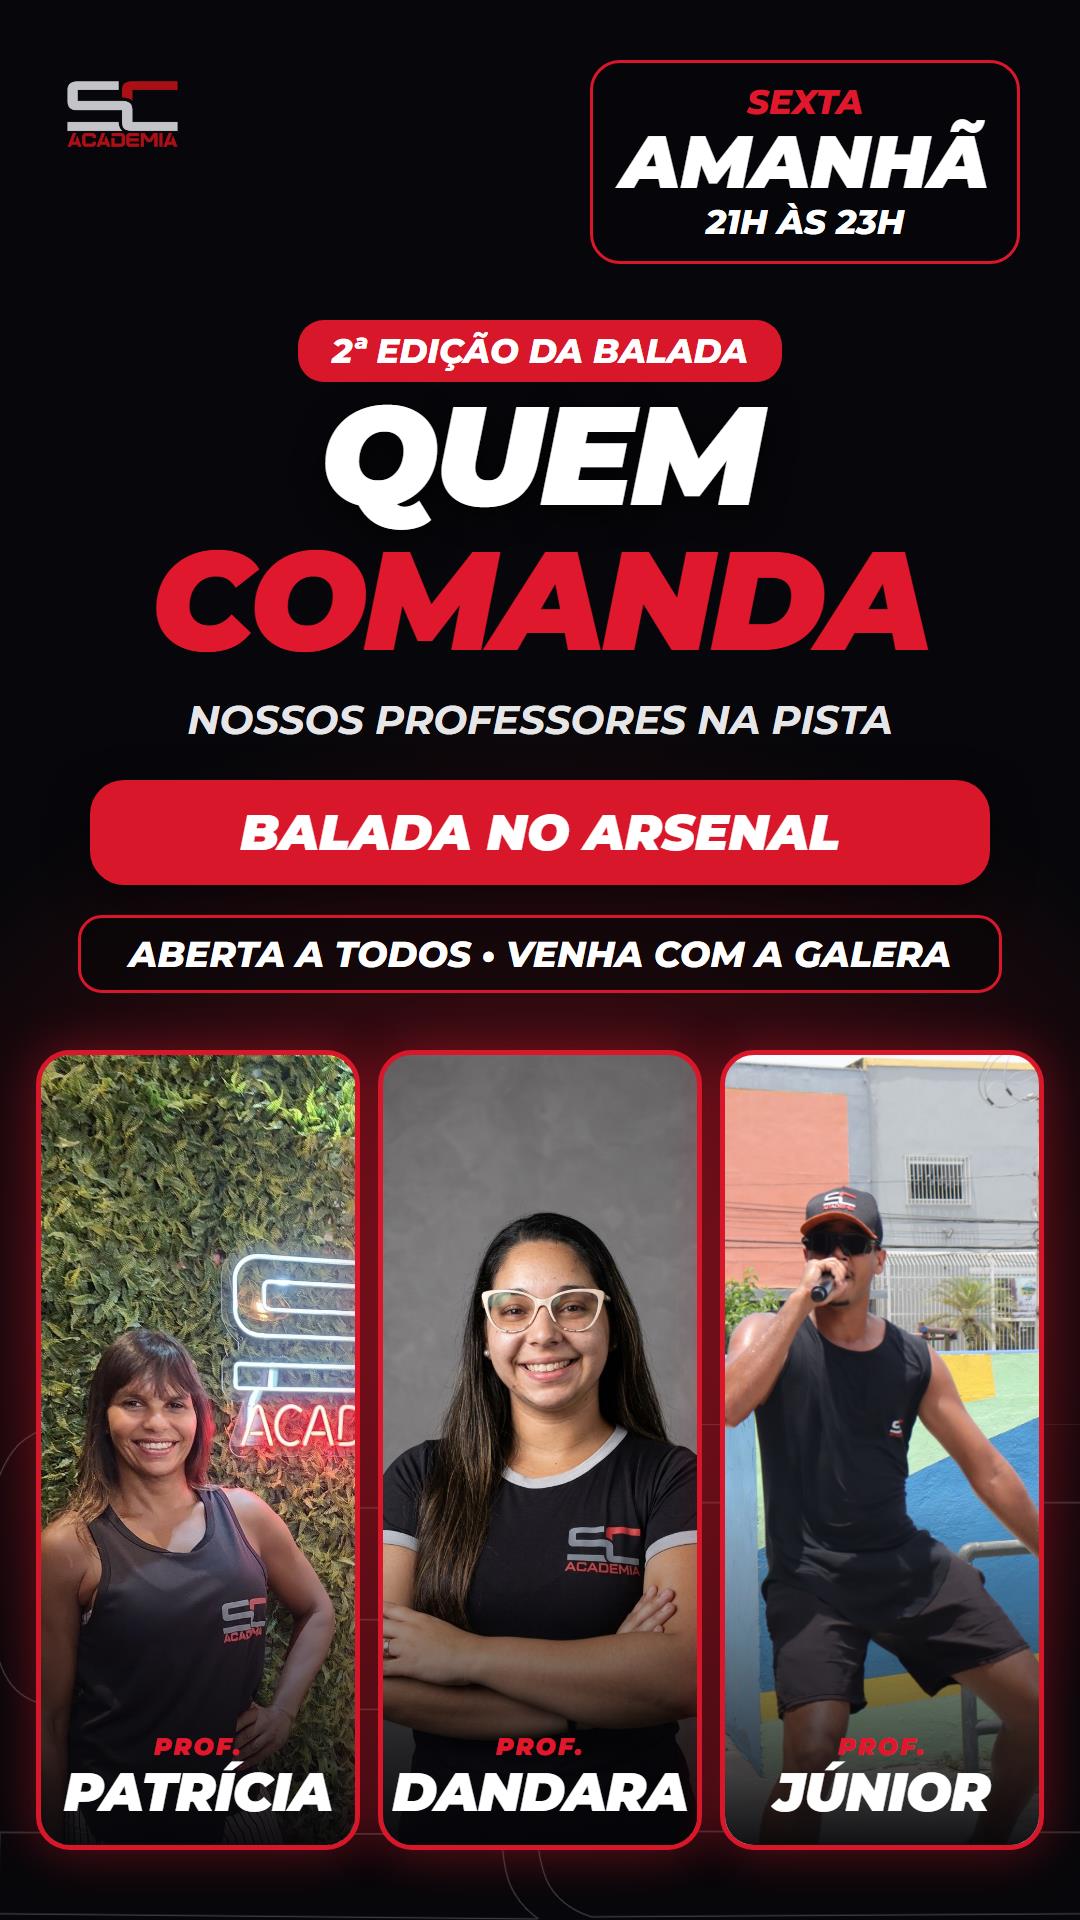 SC
ACADEMIA
SEXTA
AMANHÃ
21H ÀS 23H
2ª EDIÇÃO DA BALADA
QUEM
COMANDA
NOSSOS PROFESSORES NA PISTA
BALADA NO ARSENAL
ABERTA A TODOS • VENHA COM A GALERA
ACAD
SC
ACADEMIA
PROF.
PATRÍCIA
SC
ACADEMIA
PROF.
DANDARA
SC
ACADEMIA
PROF.
JÚNIOR